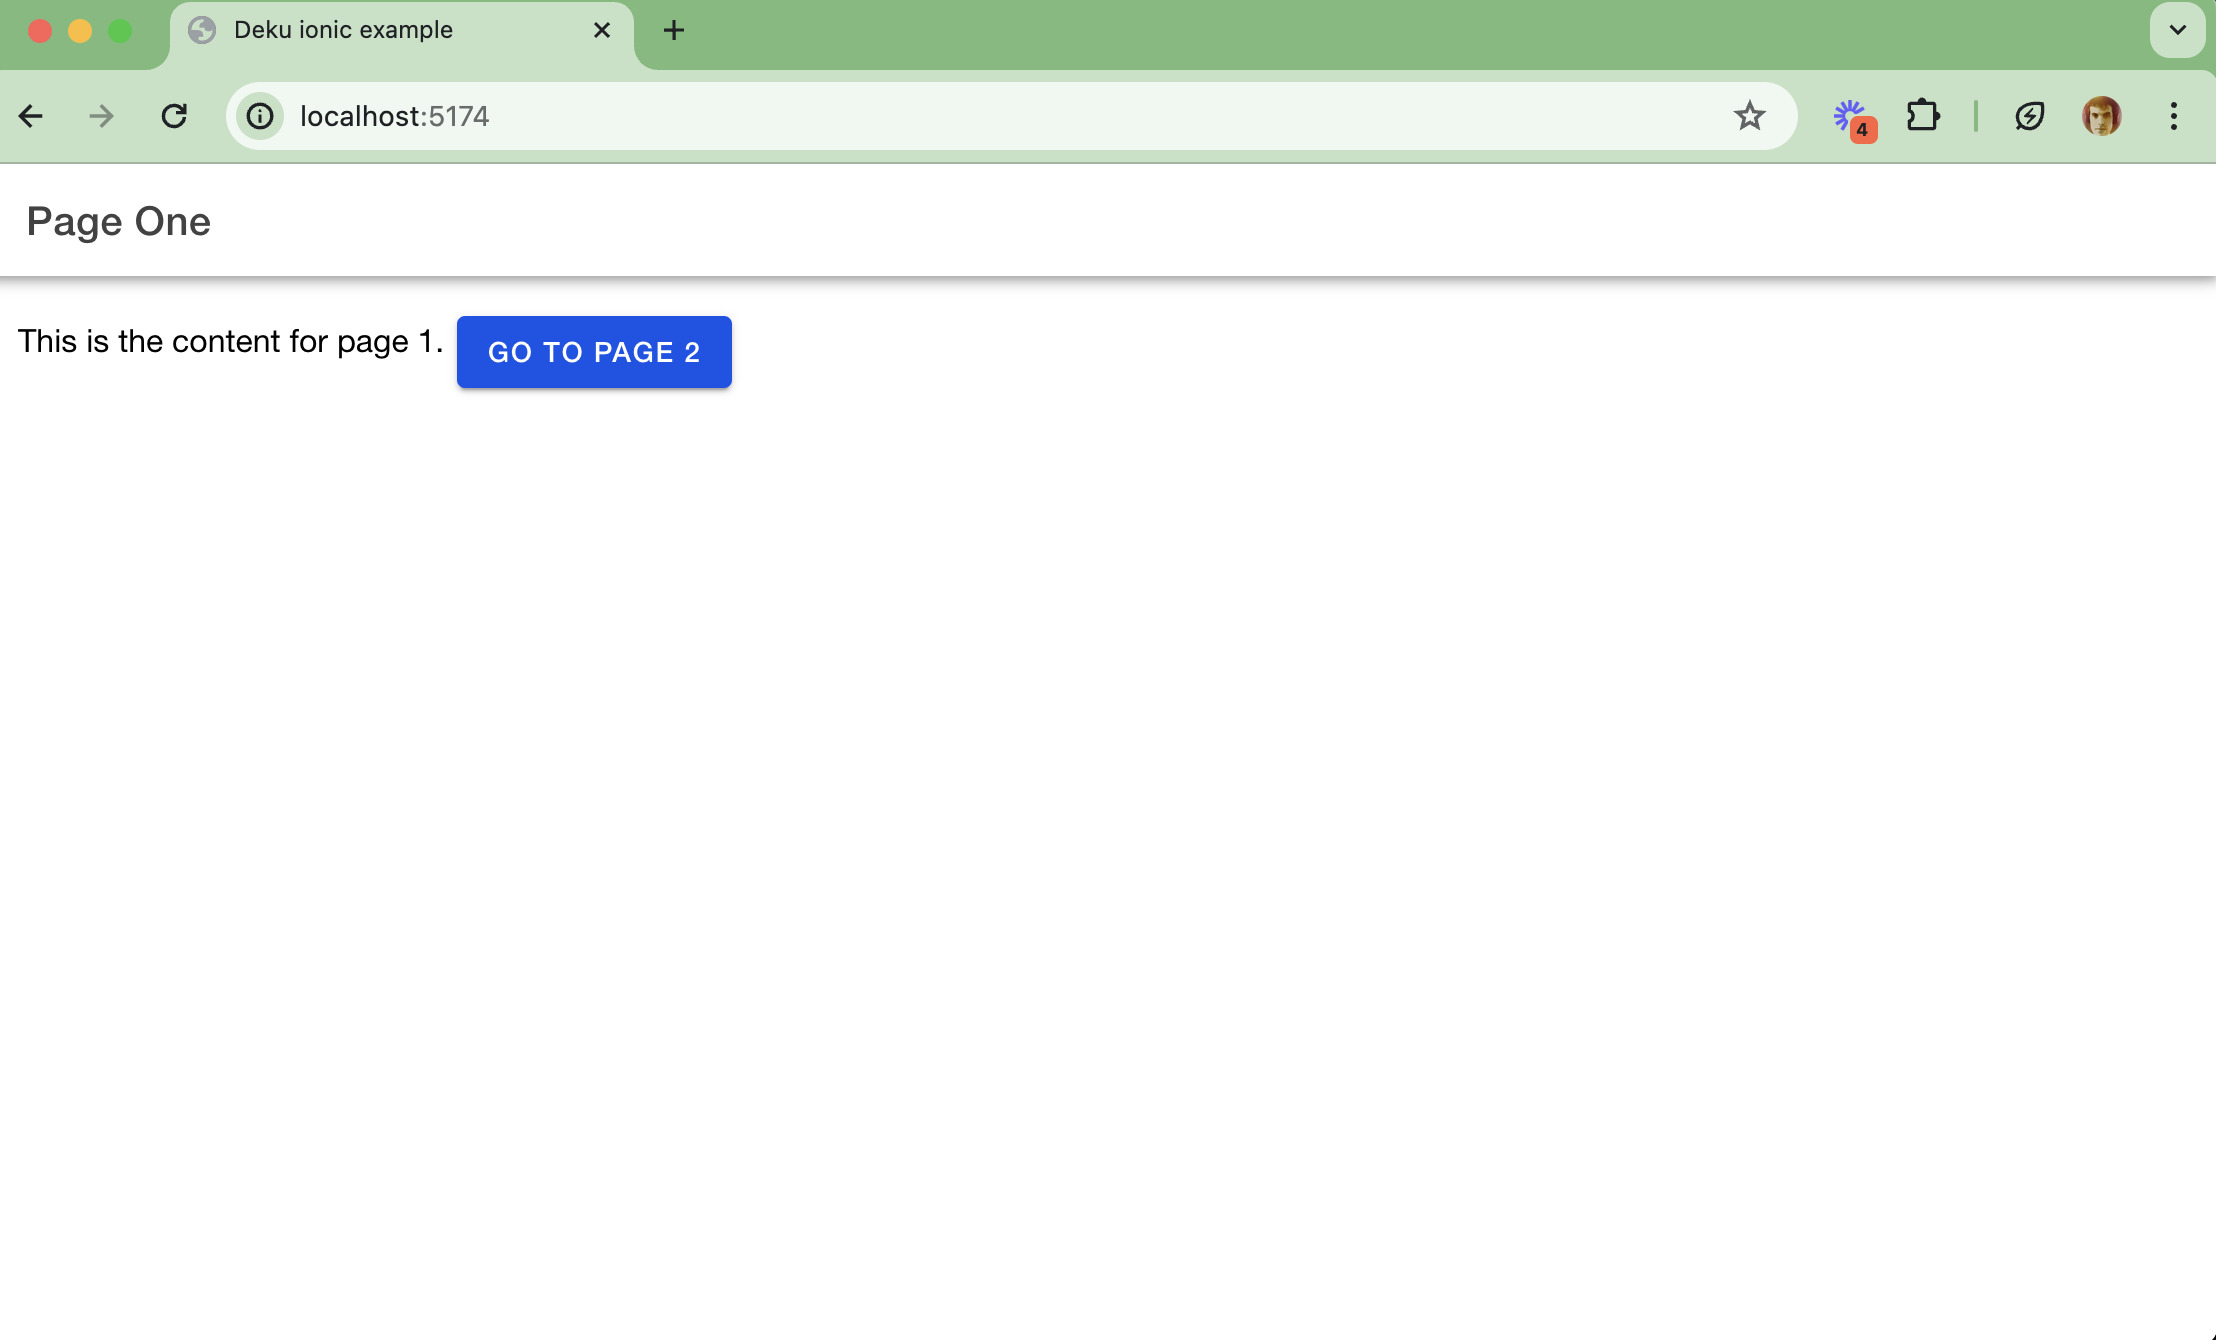 Deku ionic example
localhost:5174
4
Page One
This is the content for page 1. GO TO PAGE 2